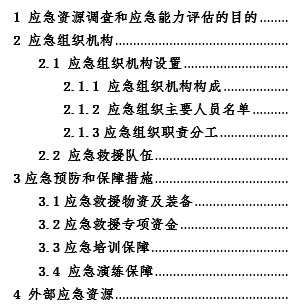 1 应急资源调查和应急能力评估的目的........
2 应急组织机构................................................
2.1 应急组织机构设置.............................
2.1.1 应急组织机构构成..................
2.1.2 应急组织主要人员名单..........
2.1.3应急组织职责分工...................
2.2 应急救援队伍.....................................
3应急预防和保障措施.....................................
3.1应急救援物资及装备..........................
3.2应急救援专项资金..............................
3.3应急培训保障......................................
3.4 应急演练保障.....................................
4 外部应急资源................................................